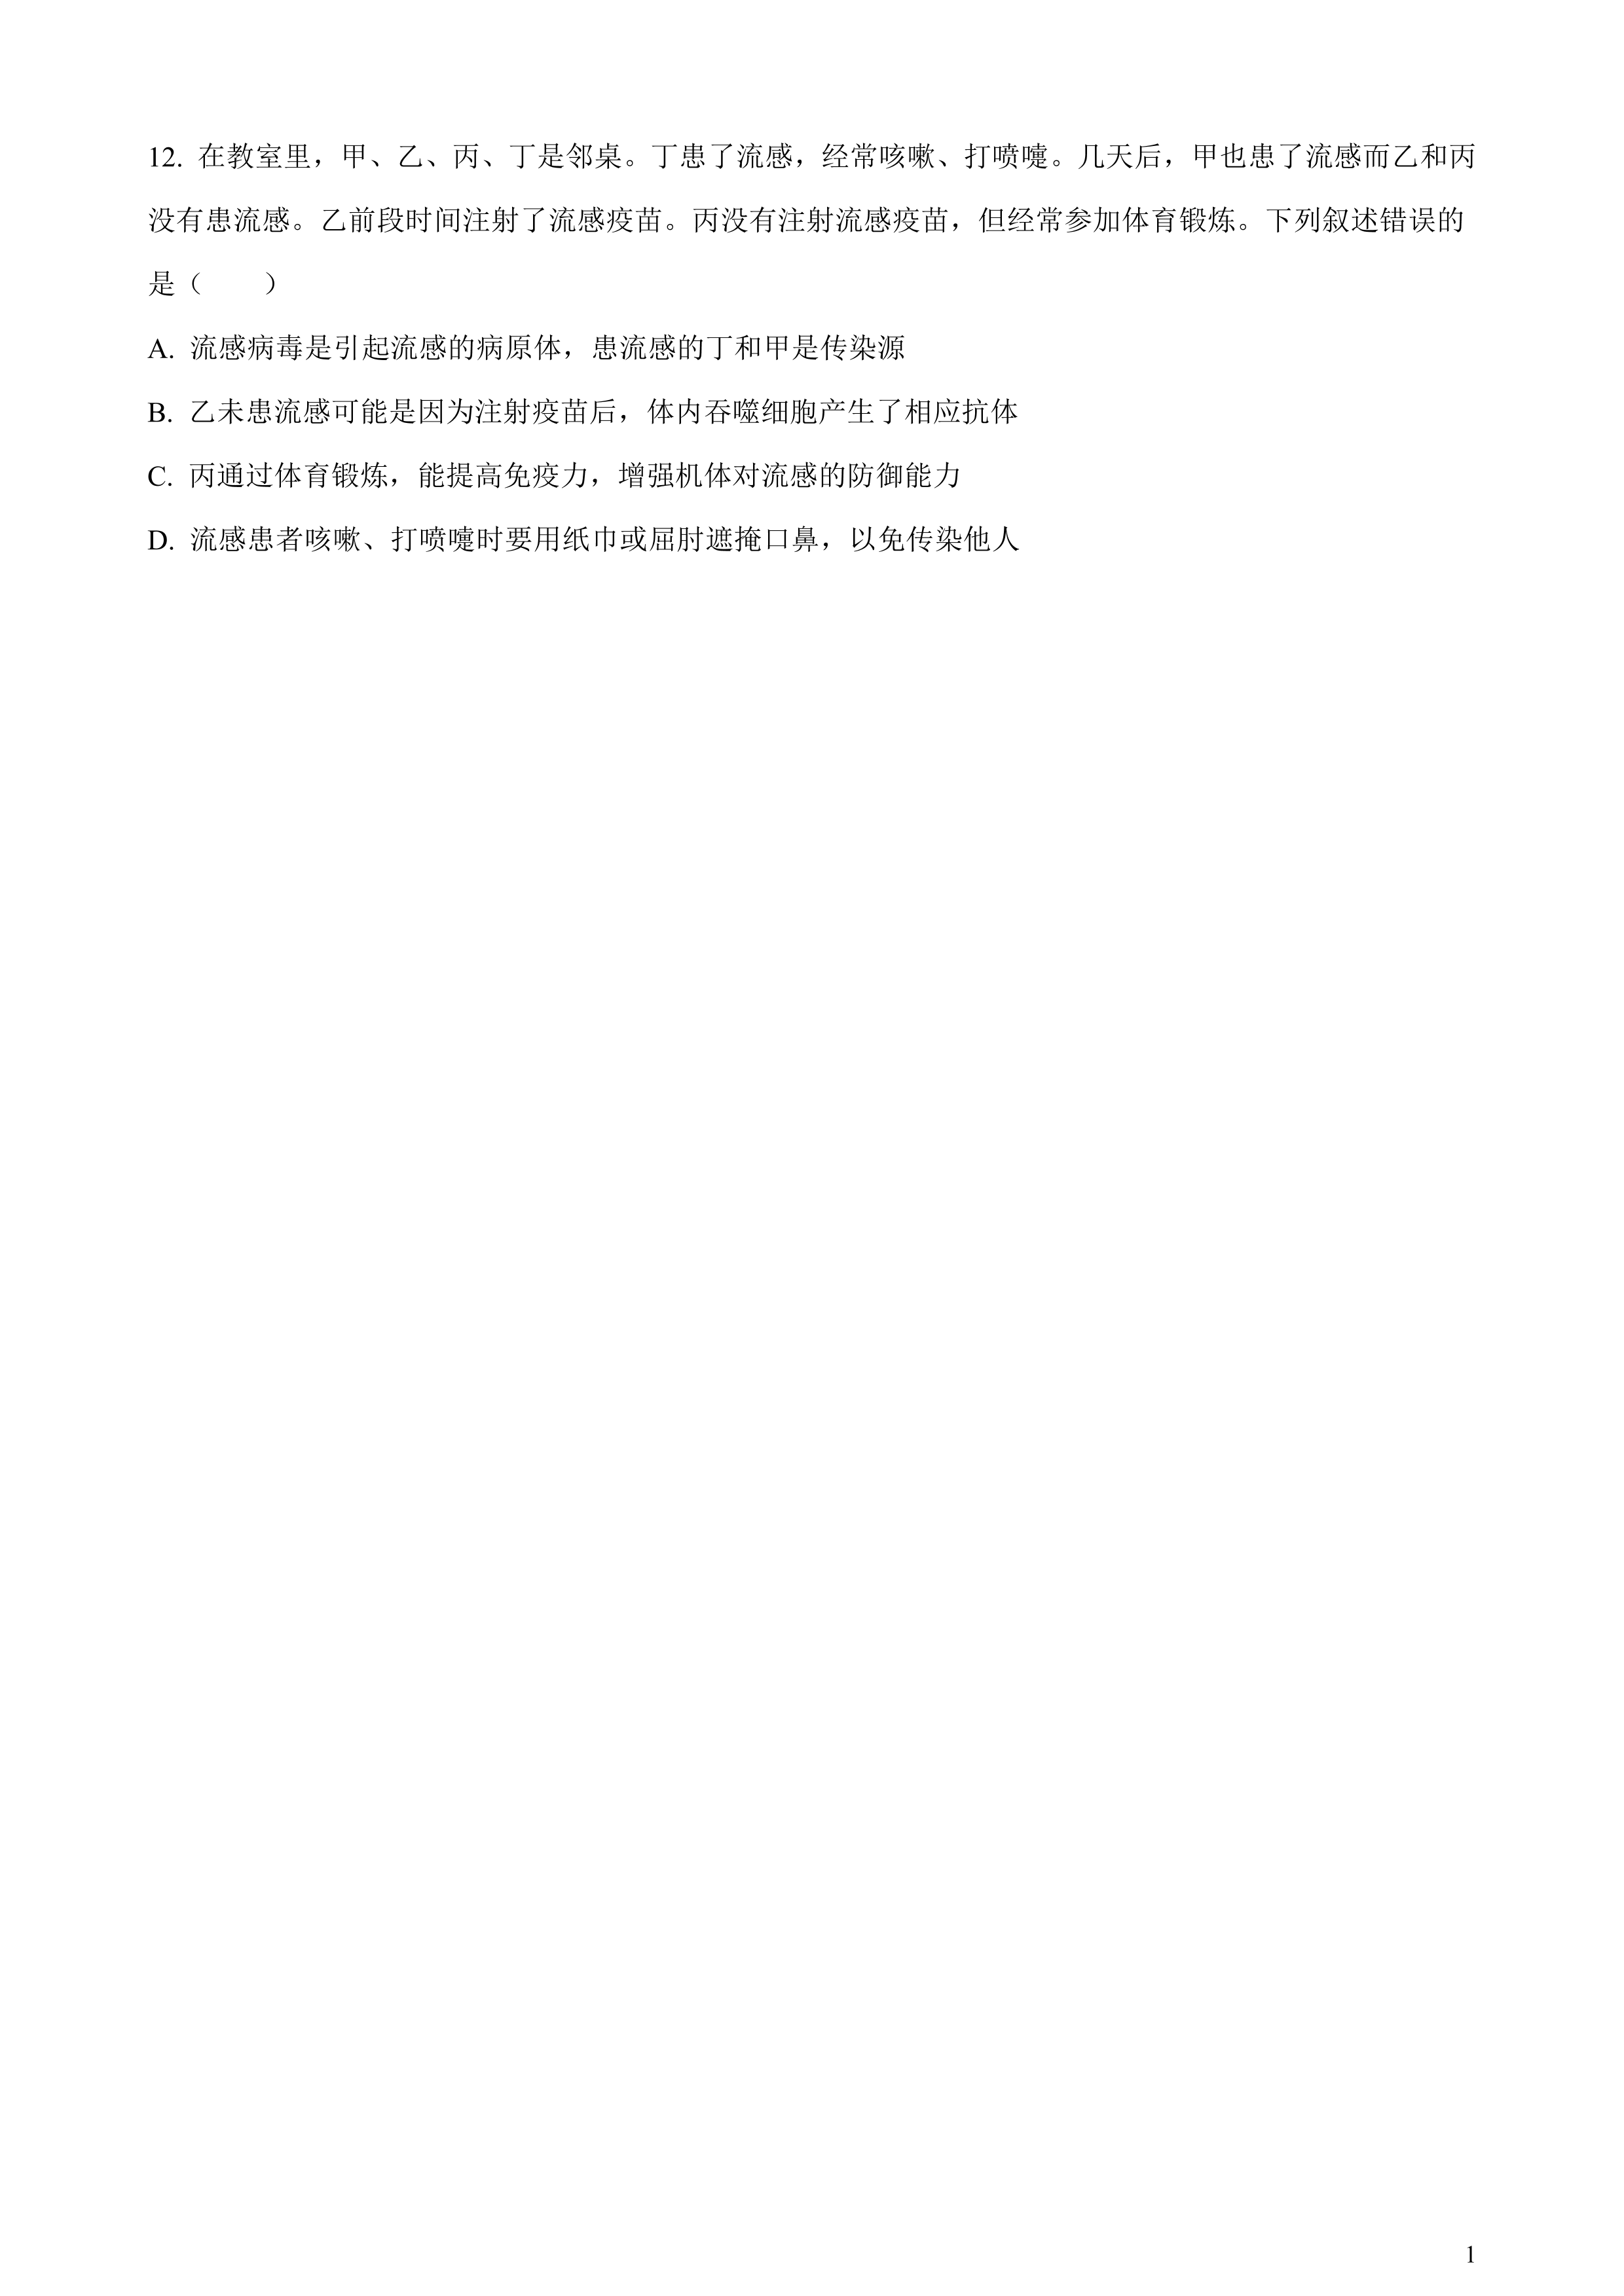 12. 在教室里，甲、乙、丙、丁是邻桌。丁患了流感，经常咳嗽、打喷嚏。几天后，甲也患了流感而乙和丙
没有患流感。乙前段时间注射了流感疫苗。丙没有注射流感疫苗，但经常参加体育锻炼。下列叙述错误的
是（　　）
A. 流感病毒是引起流感的病原体，患流感的丁和甲是传染源
B. 乙未患流感可能是因为注射疫苗后，体内吞噬细胞产生了相应抗体
C. 丙通过体育锻炼，能提高免疫力，增强机体对流感的防御能力
D. 流感患者咳嗽、打喷嚏时要用纸巾或屈肘遮掩口鼻，以免传染他人
1